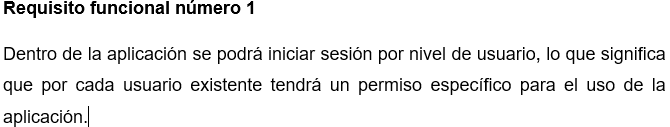 Requisito funcional número 1
Dentro de la aplicación se podrá iniciar sesión por nivel de usuario, lo que significa
que por cada usuario existente tendrá un permiso específico para el uso de la
aplicación.